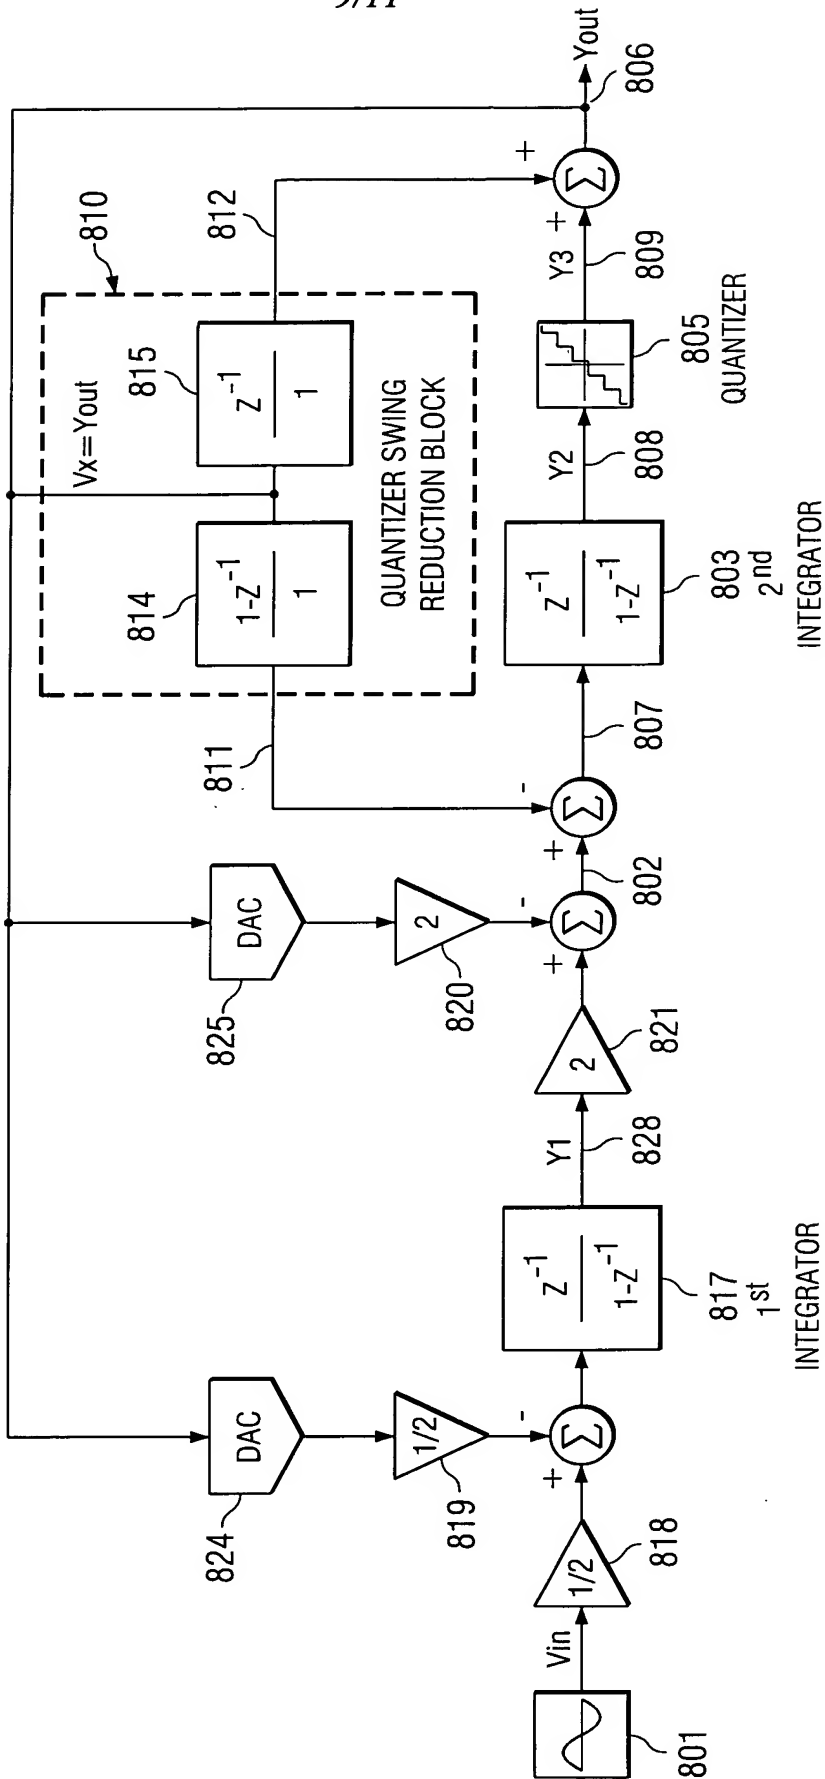 9/11
Vin
801
1/2
818
824
DAC
1/2
819
+
-
Σ
Z-1
1-Z-1
817
1st
INTEGRATOR
Y1
828
2
821
825
DAC
2
820
+
-
Σ
802
+
-
Σ
807
811
810
814
1-Z-1
1
Vx=Yout
815
Z-1
1
QUANTIZER SWING
REDUCTION BLOCK
812
Z-1
1-Z-1
803
2nd
INTEGRATOR
Y2
808
805
QUANTIZER
Y3
809
+
+
Σ
Yout
806